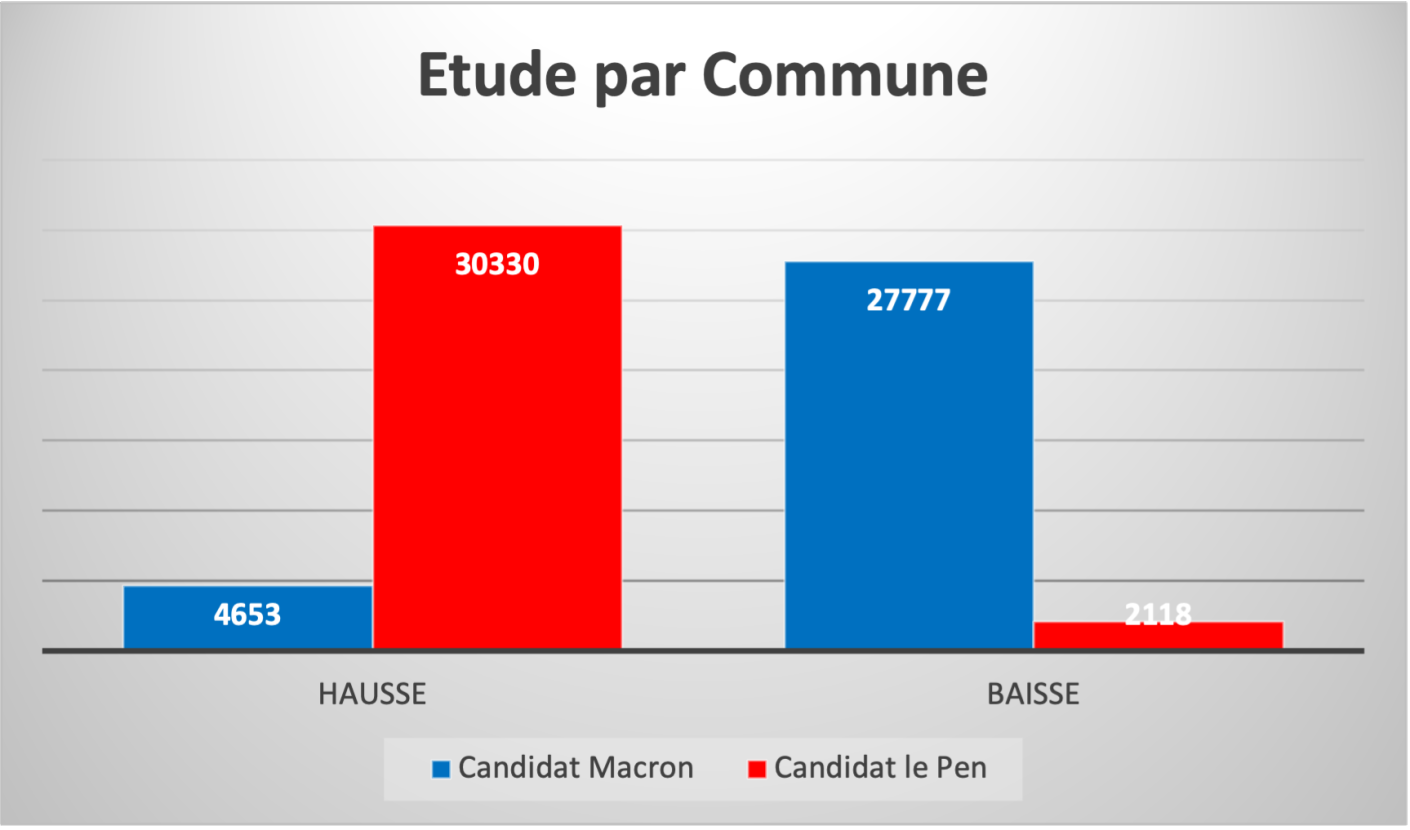 Etude par Commune
30330
27777
4653
2118
HAUSSE
BAISSE
Candidat Macron
Candidat le Pen